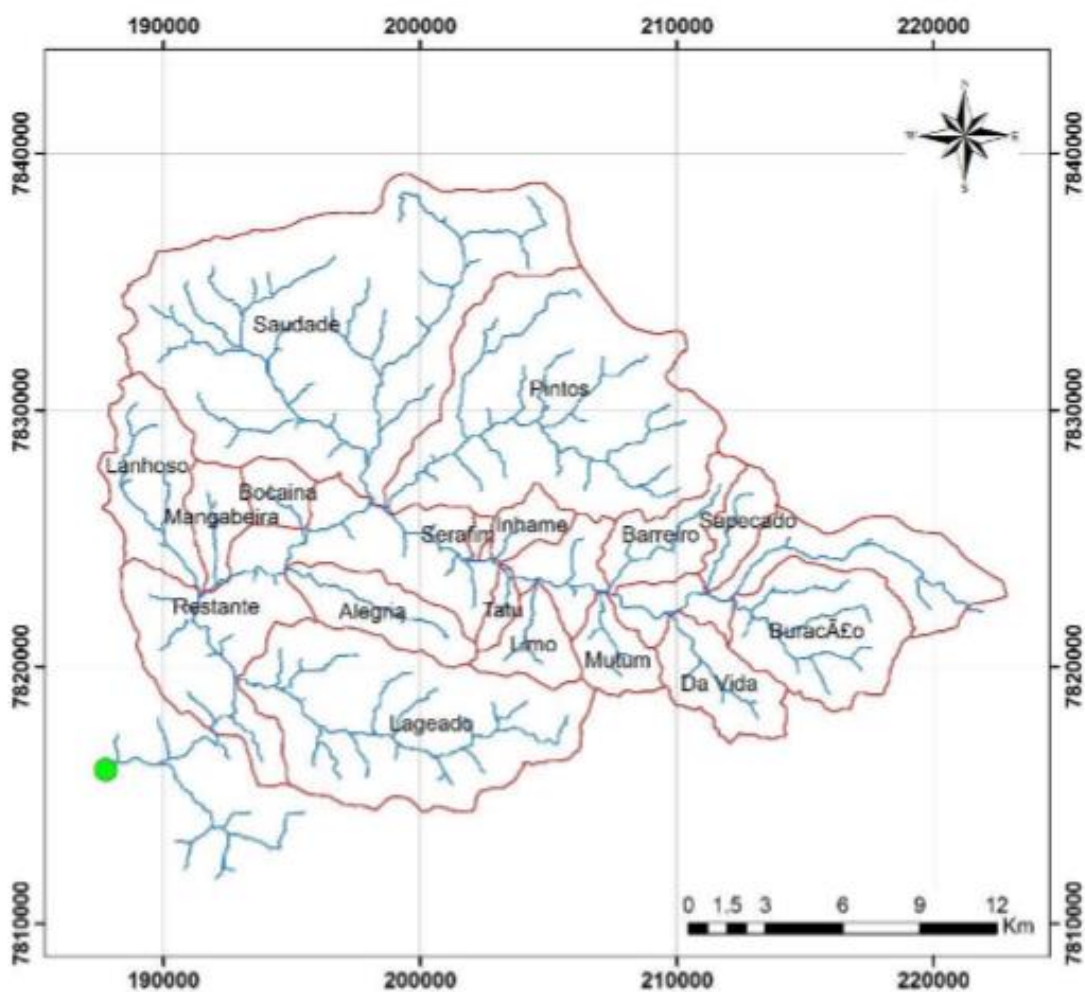 190000 200000 210000 220000
N
W E
S
7840000 7840000
Saudade
Pintos
7830000 7830000
Lanhoso
Bocaina
Mangabeira
Serafim Inhame Barreiro Sapecado
Restante Alegria Tatu
Limo Mutum Da Vida BuracÃ£o
7820000 7820000
Lageado
0 1.5 3 6 9 12
Km
7810000 7810000
190000 200000 210000 220000